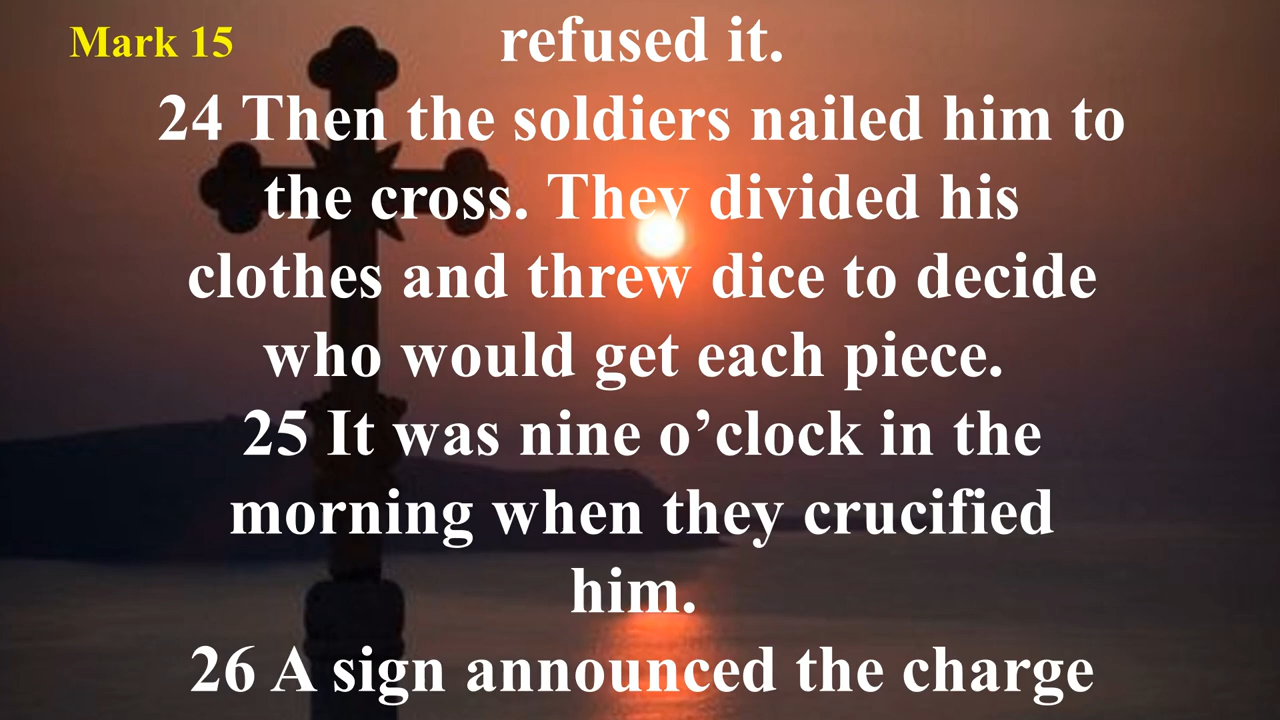 Mark 15
refused it.
24 Then the soldiers nailed him to
the cross. They divided his
clothes and threw dice to decide
who would get each piece.
25 It was nine o’clock in the
morning when they crucified
him.
26 A sign announced the charge